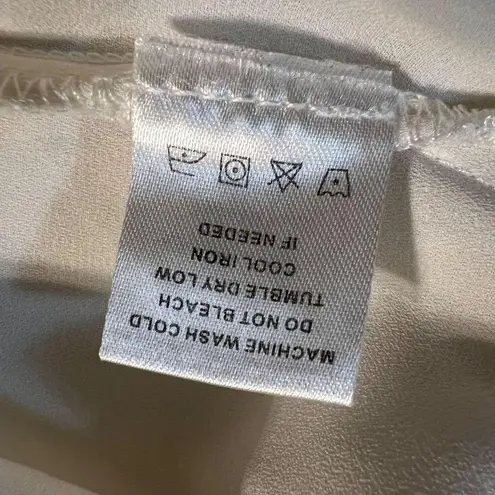 MACHINE WASH COLD
DO NOT BLEACH
TUMBLE DRY LOW
COOL IRON
IF NEEDED